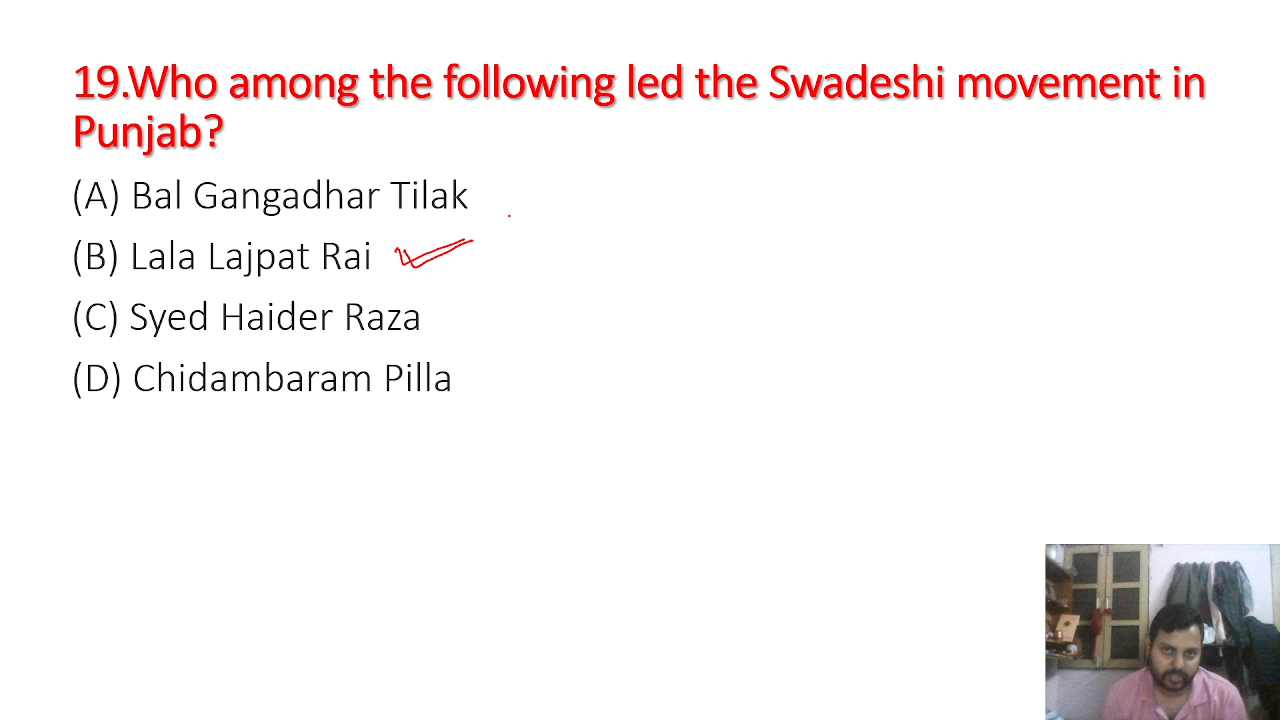 19.Who among the following led the Swadeshi movement in
Punjab?
(A) Bal Gangadhar Tilak
(B) Lala Lajpat Rai
(C) Syed Haider Raza
(D) Chidambaram Pilla